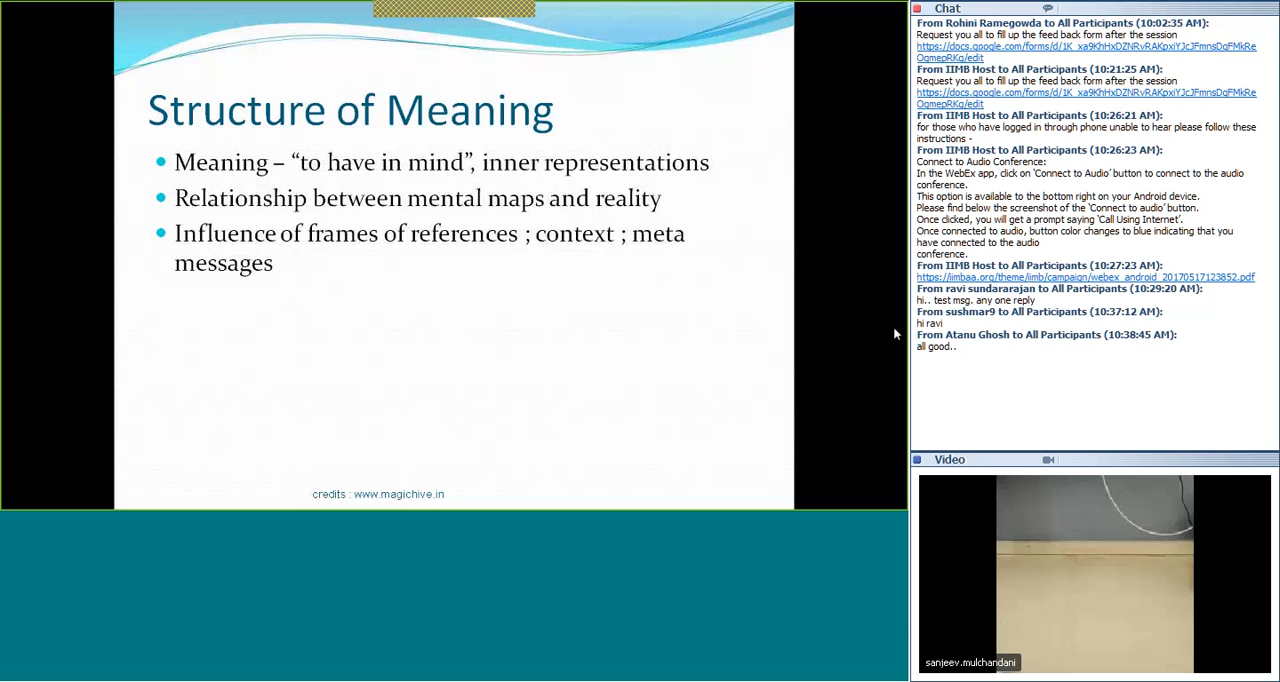 Structure of Meaning
Meaning – “to have in mind”, inner representations
Relationship between mental maps and reality
Influence of frames of references ; context ; meta
messages
credits : www.magichive.in
Chat
From Rohini Ramegowda to All Participants (10:02:35 AM):
Request you all to fill up the feed back form after the session
From IIMB Host to All Participants (10:21:25 AM):
Request you all to fill up the feed back form after the session
From IIMB Host to All Participants (10:26:21 AM):
for those who have logged in through phone unable to hear please follow these
instructions -
From IIMB Host to All Participants (10:26:23 AM):
Connect to Audio Conference:
In the WebEx app, click on ‘Connect to Audio’ button to connect to the audio
conference.
This option is available to the bottom right on your Android device.
Please find below the screenshot of the ‘Connect to audio’ button.
Once clicked, you will get a prompt saying ‘Call Using Internet’.
Once connected to audio, button color changes to blue indicating that you
have connected to the audio
conference.
From IIMB Host to All Participants (10:27:23 AM):
https://iimbaa.org/theme/iimb/campaign/webex_android_20170517123852.pdf
From ravi sundararajan to All Participants (10:29:20 AM):
hi.. test msg. any one reply
From sushmar9 to All Participants (10:37:12 AM):
hi ravi
From Atanu Ghosh to All Participants (10:38:45 AM):
all good..
Video
sanjeev.mulchandani